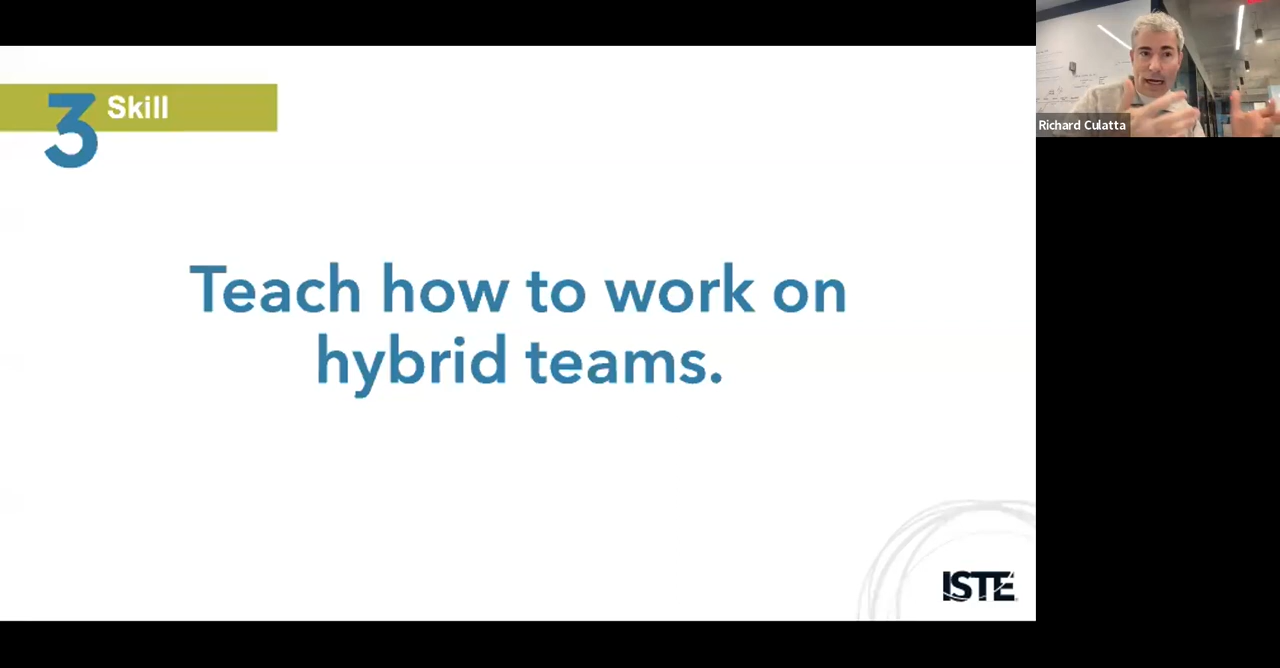 3
Skill
Teach how to work on
hybrid teams.
ISTE
Richard Culatta